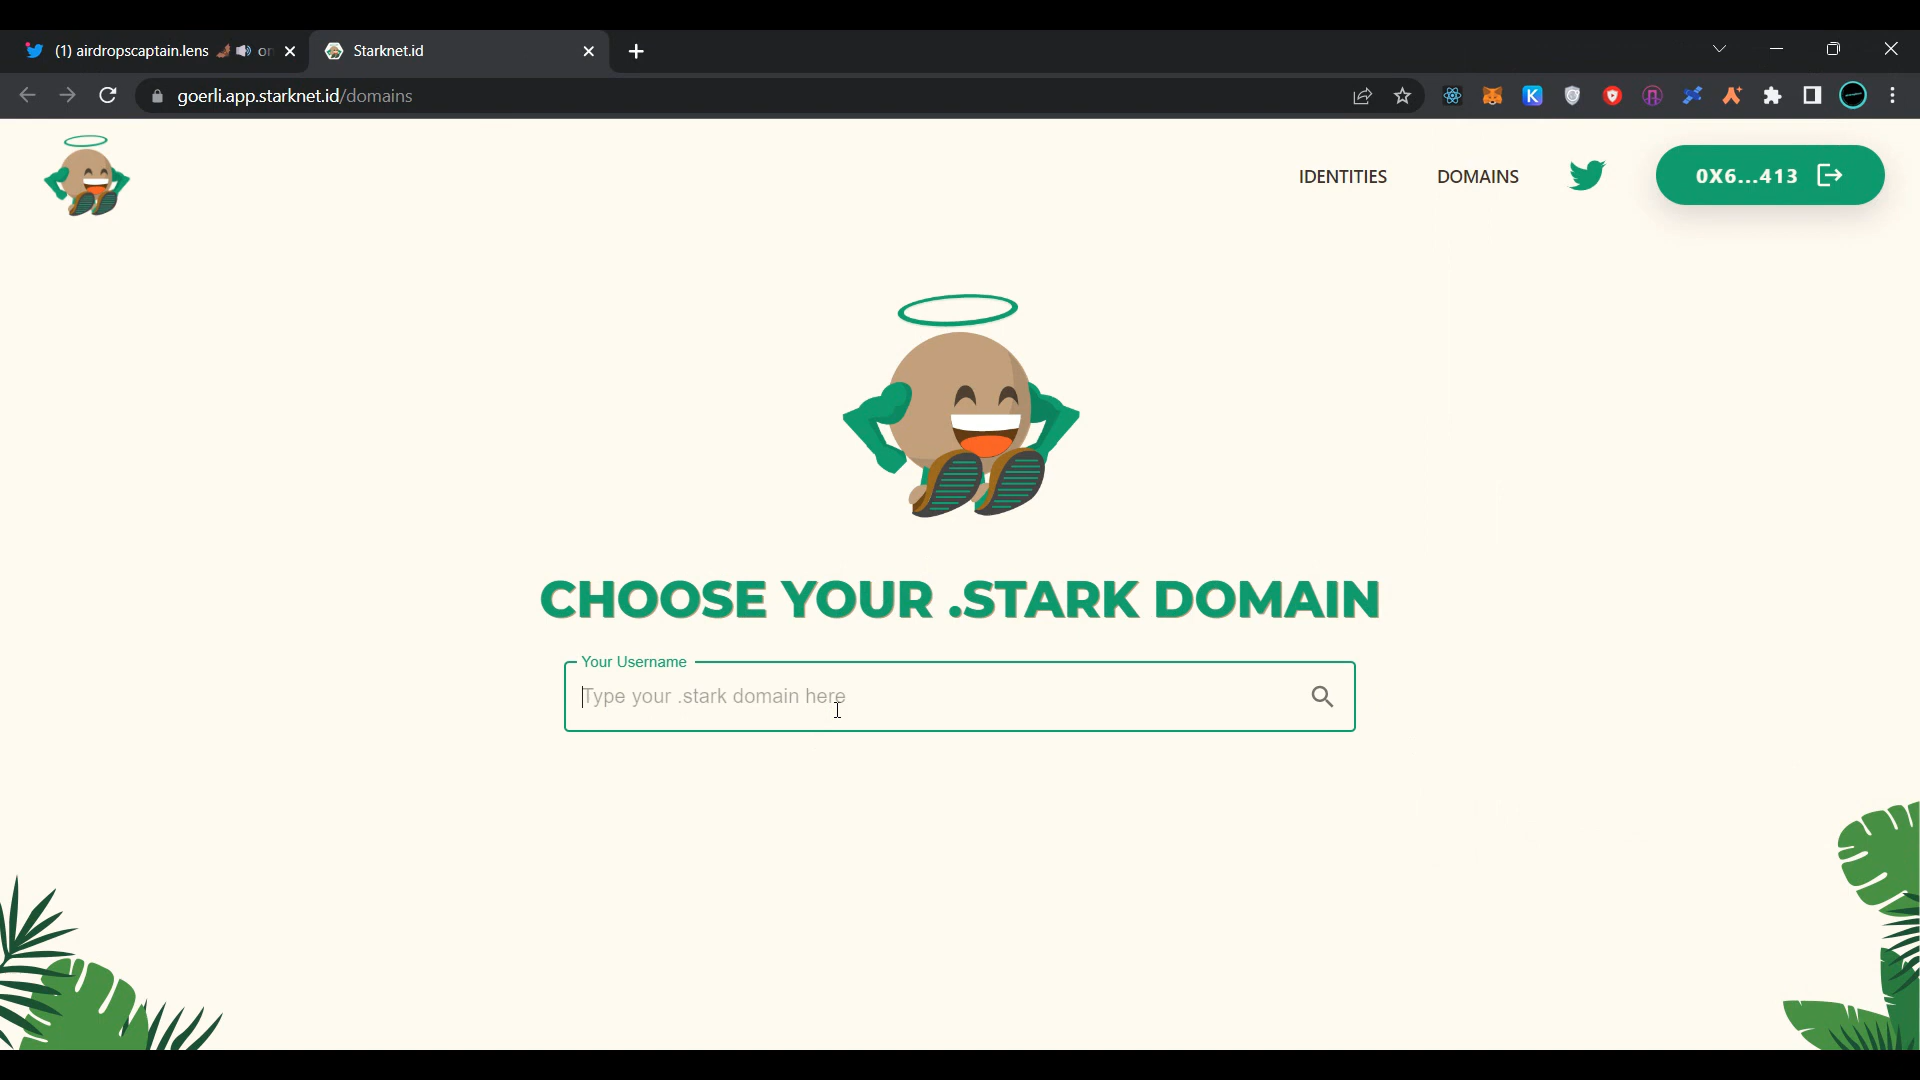 (1) airdropscaptain.lens
Starknet.id
goerli.app.starknet.id/domains
IDENTITIES
DOMAINS
0X6...413
CHOOSE YOUR .STARK DOMAIN
Your Username
Type your .stark domain here